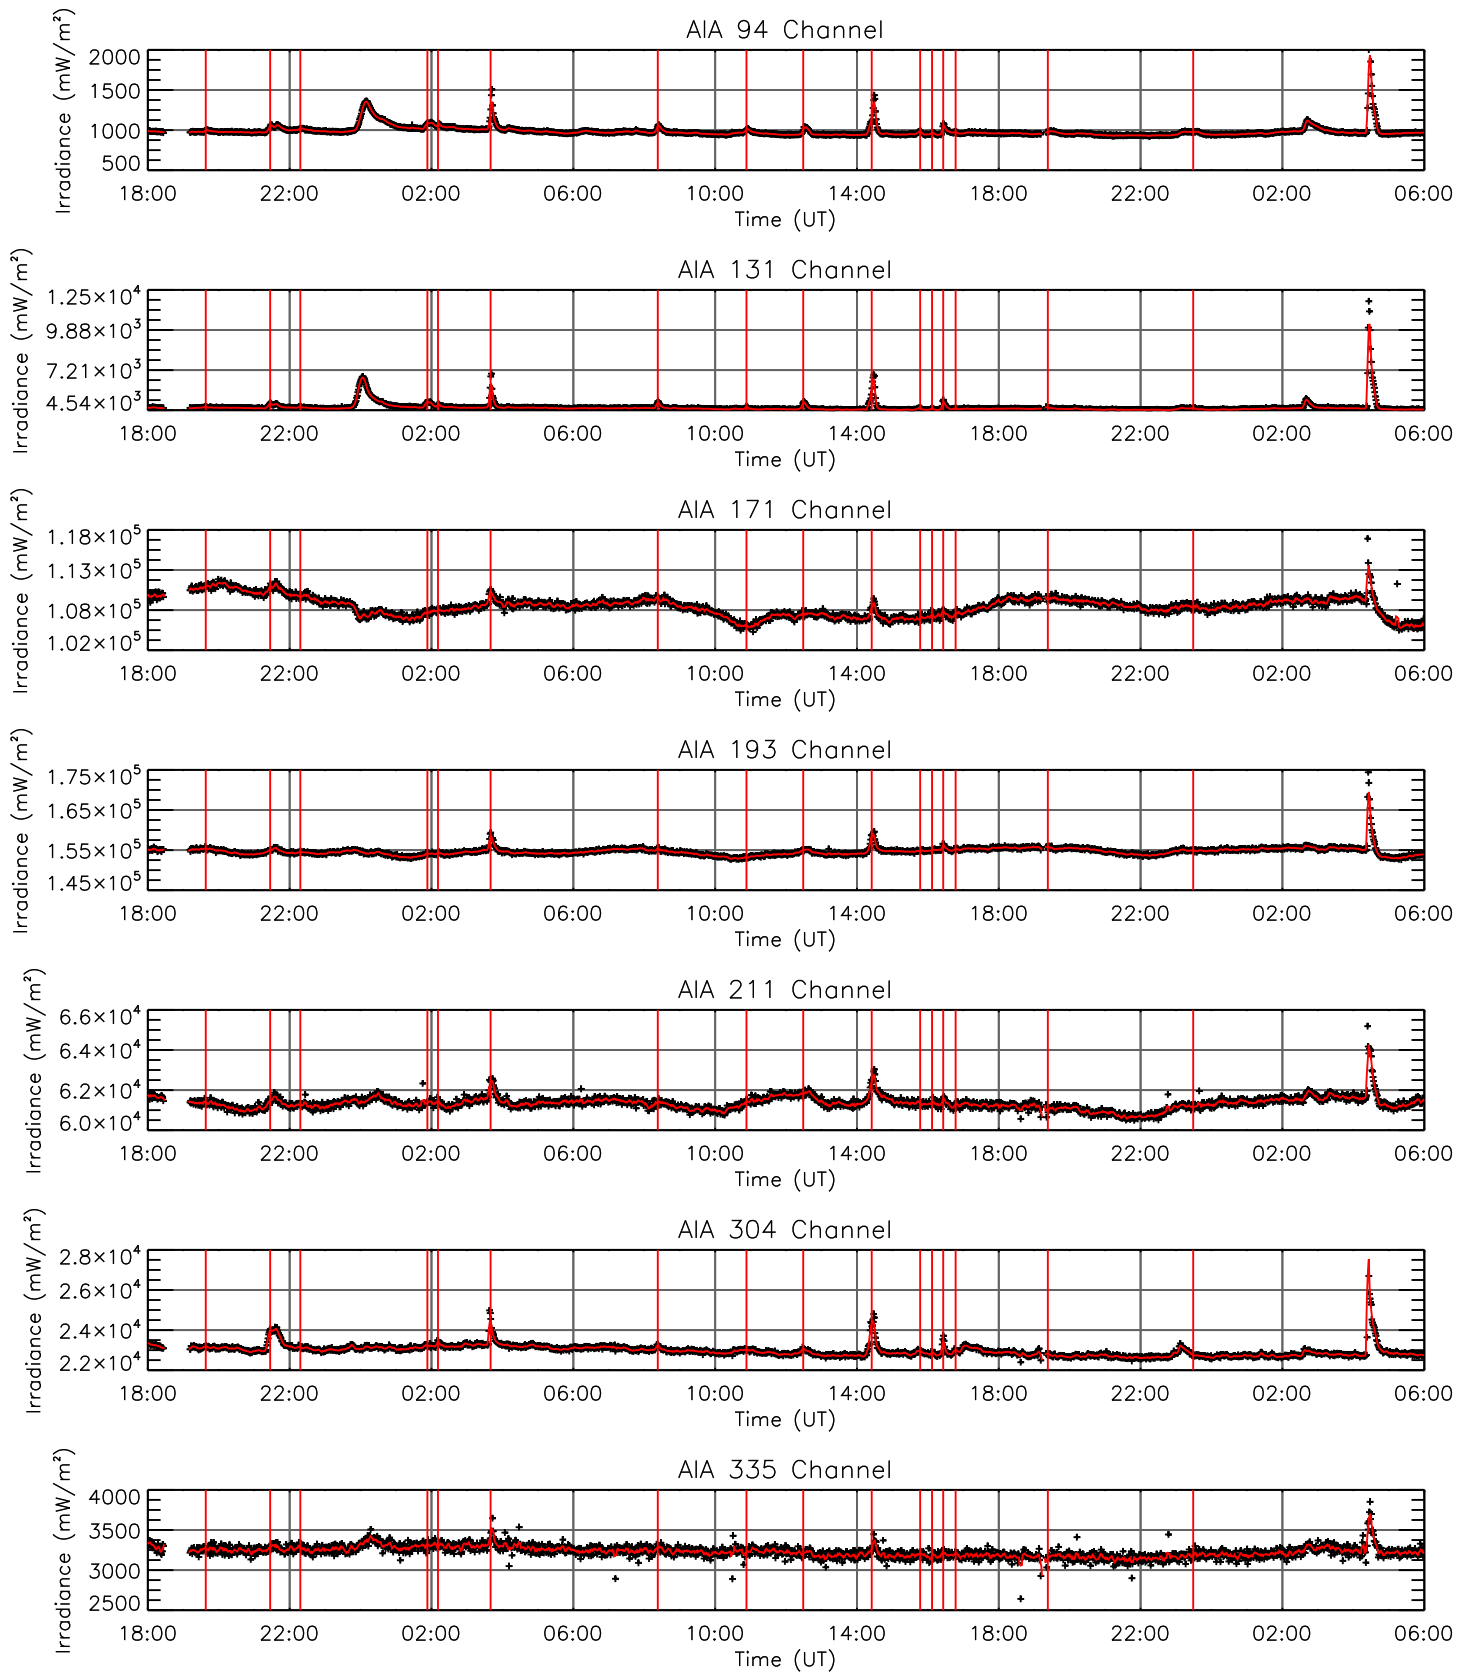 AIA 94 Channel
Irradiance (mW/m²)
2000
1500
1000
500
18:00 22:00 02:00 06:00 10:00 14:00 18:00 22:00 02:00 06:00
Time (UT)
AIA 131 Channel
Irradiance (mW/m²)
1.25×10⁴
9.88×10³
7.21×10³
4.54×10³
18:00 22:00 02:00 06:00 10:00 14:00 18:00 22:00 02:00 06:00
Time (UT)
AIA 171 Channel
Irradiance (mW/m²)
1.18×10⁵
1.13×10⁵
1.08×10⁵
1.02×10⁵
18:00 22:00 02:00 06:00 10:00 14:00 18:00 22:00 02:00 06:00
Time (UT)
AIA 193 Channel
Irradiance (mW/m²)
1.75×10⁵
1.65×10⁵
1.55×10⁵
1.45×10⁵
18:00 22:00 02:00 06:00 10:00 14:00 18:00 22:00 02:00 06:00
Time (UT)
AIA 211 Channel
Irradiance (mW/m²)
6.6×10⁴
6.4×10⁴
6.2×10⁴
6.0×10⁴
18:00 22:00 02:00 06:00 10:00 14:00 18:00 22:00 02:00 06:00
Time (UT)
AIA 304 Channel
Irradiance (mW/m²)
2.8×10⁴
2.6×10⁴
2.4×10⁴
2.2×10⁴
18:00 22:00 02:00 06:00 10:00 14:00 18:00 22:00 02:00 06:00
Time (UT)
AIA 335 Channel
Irradiance (mW/m²)
4000
3500
3000
2500
18:00 22:00 02:00 06:00 10:00 14:00 18:00 22:00 02:00 06:00
Time (UT)